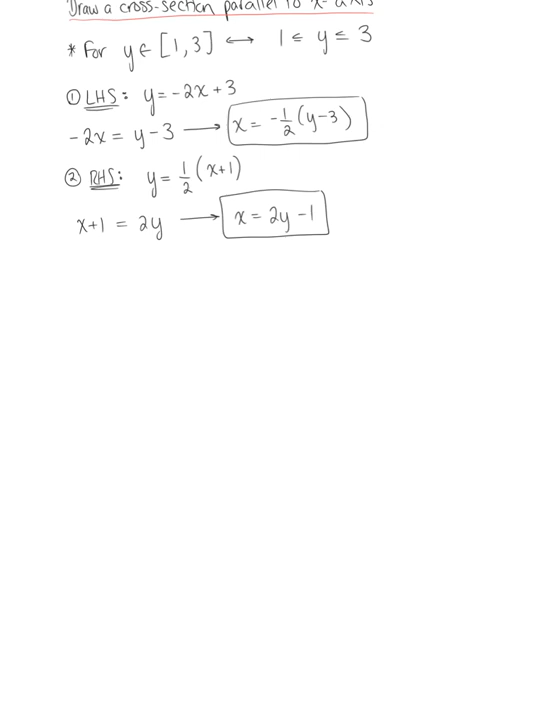 Draw a cross-section parallel to x-axis
* For y ∈ [1,3] ⟷ 1 ≤ y ≤ 3
① LHS: y = -2x + 3
-2x = y - 3 ⟶ x = -1/2 (y-3)
② RHS: y = 1/2 (x+1)
x+1 = 2y ⟶ x = 2y - 1